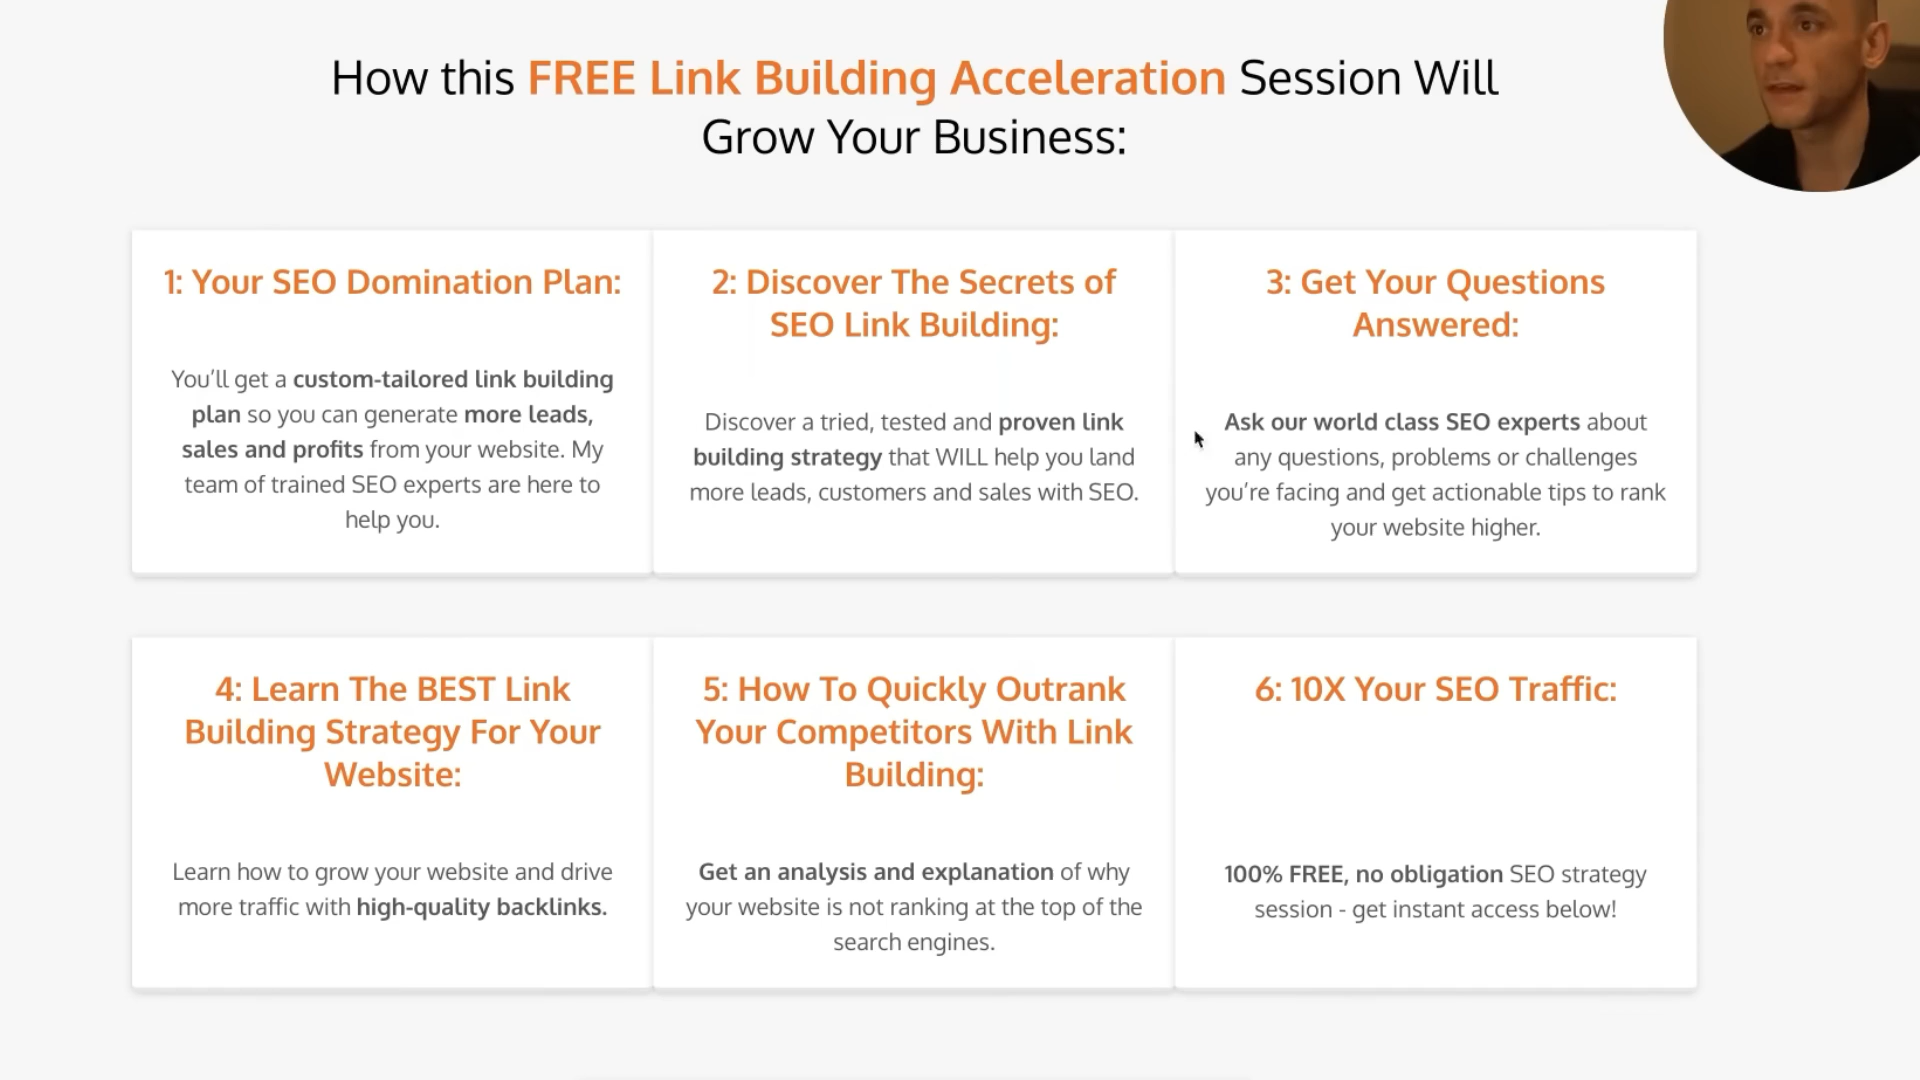 How this FREE Link Building Acceleration Session Will
Grow Your Business:
1: Your SEO Domination Plan:
You’ll get a custom-tailored link building
plan so you can generate more leads,
sales and profits from your website. My
team of trained SEO experts are here to
help you.
2: Discover The Secrets of
SEO Link Building:
Discover a tried, tested and proven link
building strategy that WILL help you land
more leads, customers and sales with SEO.
3: Get Your Questions
Answered:
Ask our world class SEO experts about
any questions, problems or challenges
you’re facing and get actionable tips to rank
your website higher.
4: Learn The BEST Link
Building Strategy For Your
Website:
Learn how to grow your website and drive
more traffic with high-quality backlinks.
5: How To Quickly Outrank
Your Competitors With Link
Building:
Get an analysis and explanation of why
your website is not ranking at the top of the
search engines.
6: 10X Your SEO Traffic:
100% FREE, no obligation SEO strategy
session - get instant access below!